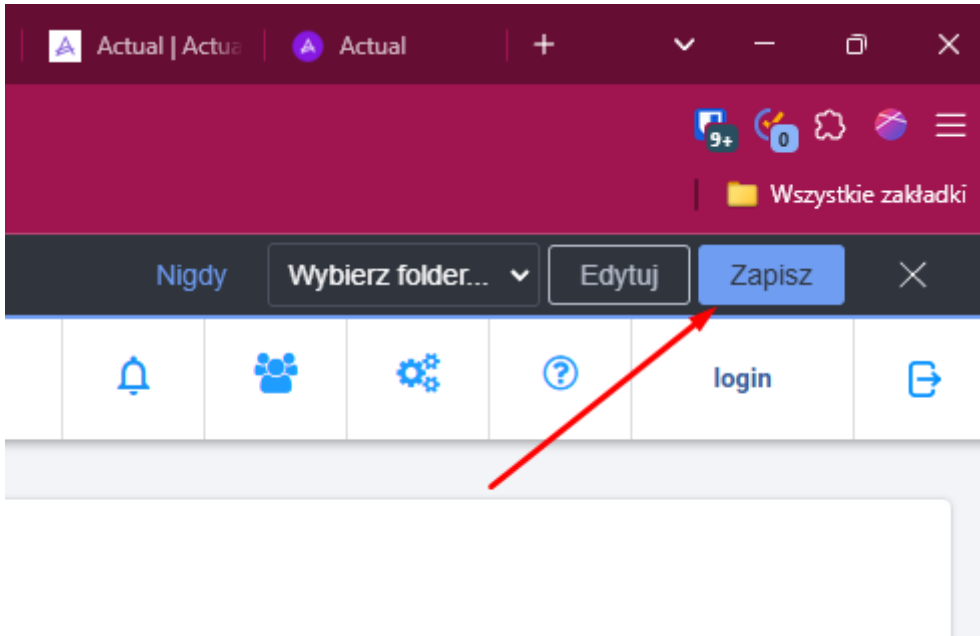 Actual | Actua
Actual
9+
0
Wszystkie zakładki
Nigdy
Wybierz folder...
Edytuj
Zapisz
login